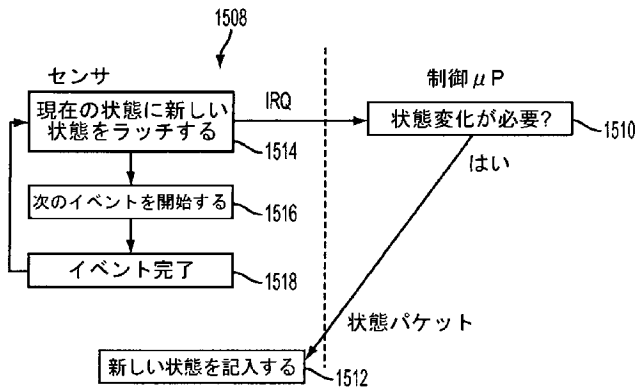 1508
センサ
制御μP
現在の状態に新しい
状態をラッチする
IRQ
状態変化が必要?
1510
1514
はい
次のイベントを開始する
1516
イベント完了
1518
状態パケット
新しい状態を記入する
1512